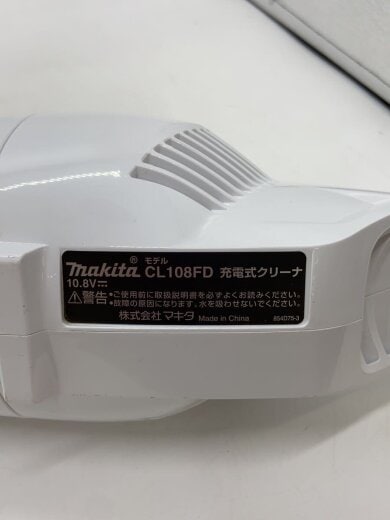 モデル
makita® CL108FD 充電式クリーナ
10.8V⎓
⚠警告 •ご使用前に取扱説明書を必ずよくお読みください。
•故障の原因になります。水を吸わせないでください。
株式会社マキタ Made in China 854D75-3